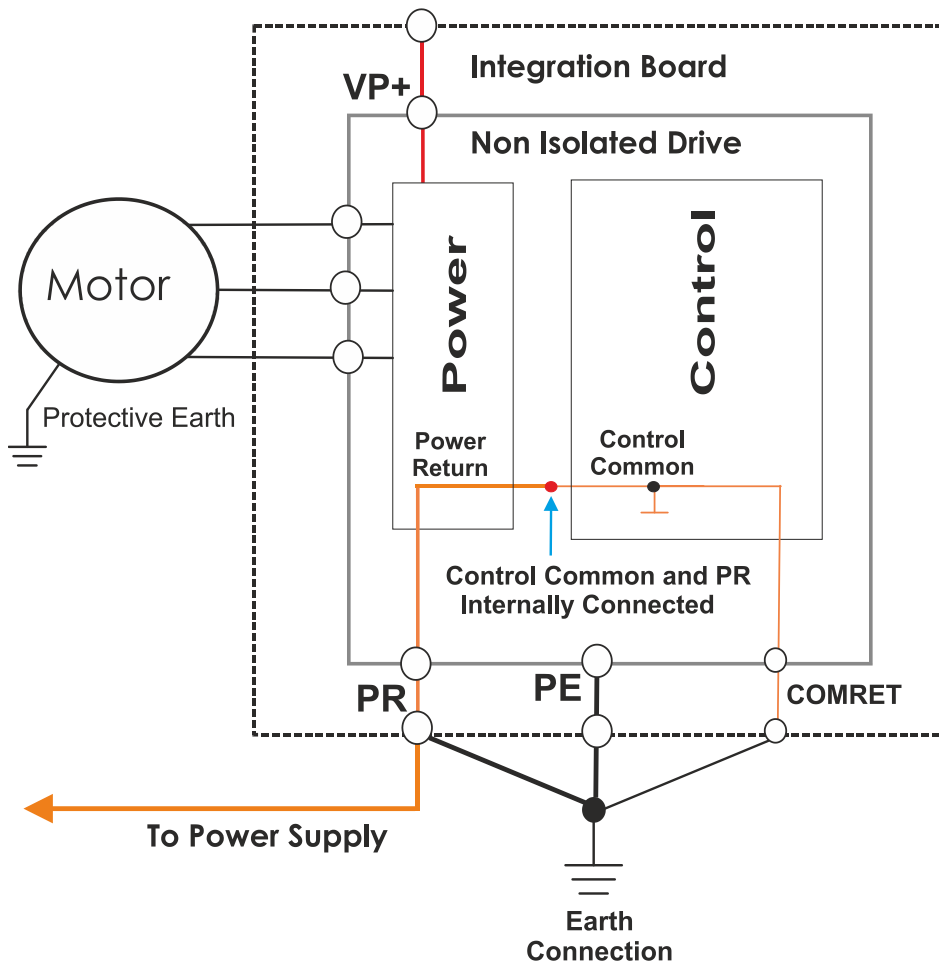 Integration Board
VP+
Non Isolated Drive
Motor
Power
Control
Protective Earth
Power
Return
Control
Common
Control Common and PR
Internally Connected
PR
PE
COMRET
To Power Supply
Earth
Connection